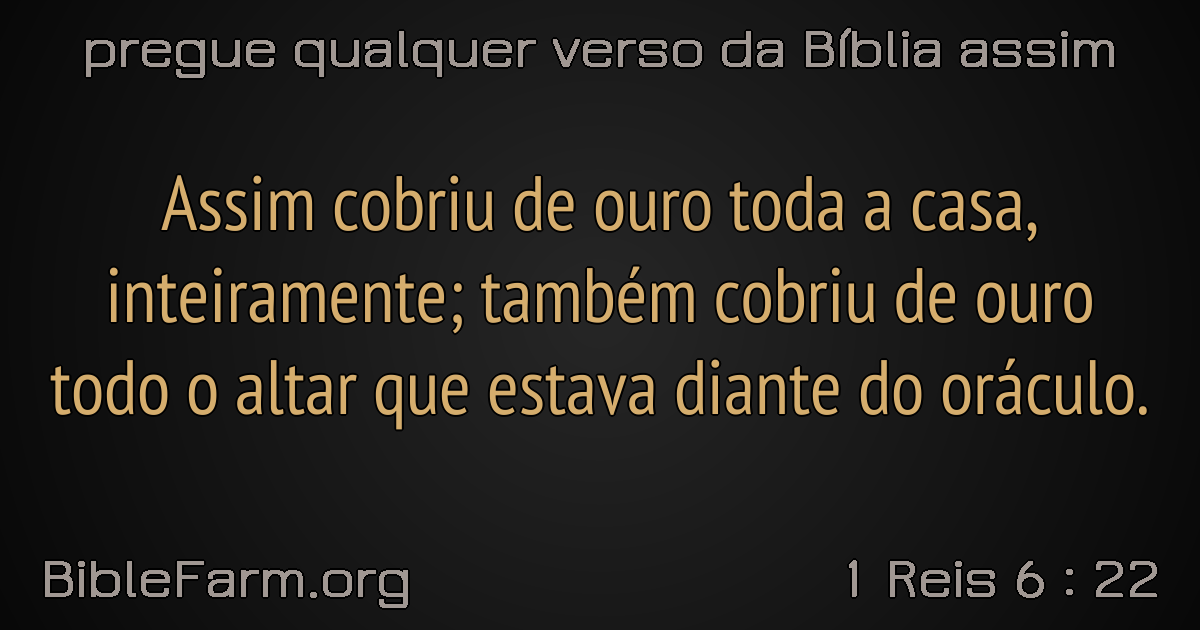 pregue qualquer verso da Bíblia assim
Assim cobriu de ouro toda a casa,
inteiramente; também cobriu de ouro
todo o altar que estava diante do oráculo.
BibleFarm.org
1 Reis 6 : 22